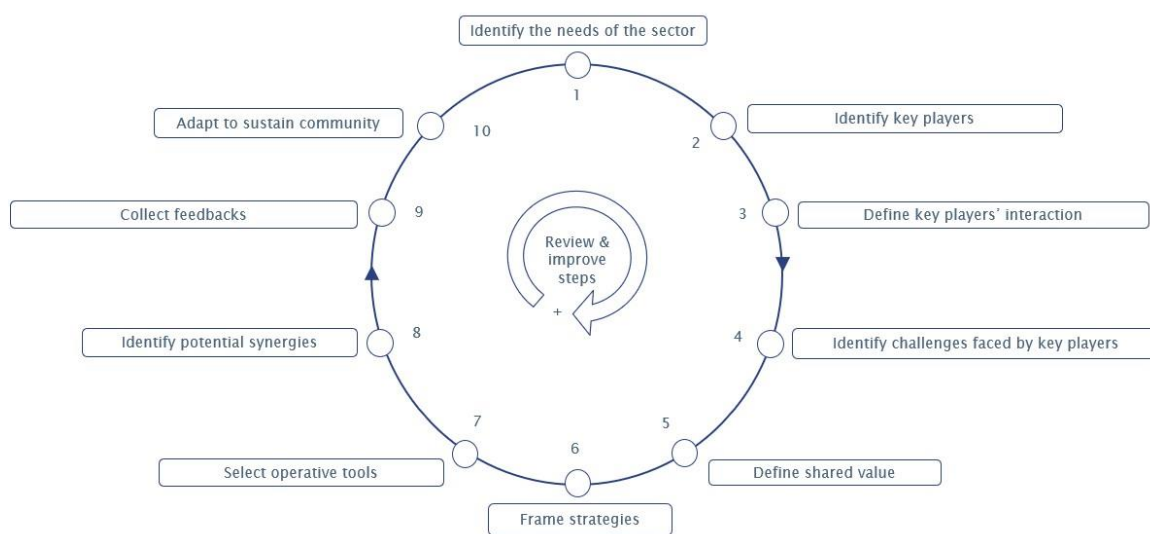 Identify the needs of the sector
1
Identify key players
2
Define key players' interaction
3
Identify challenges faced by key players
4
Define shared value
5
Frame strategies
6
Select operative tools
7
Identify potential synergies
8
Collect feedbacks
9
Adapt to sustain community
10
Review &
improve
steps
+